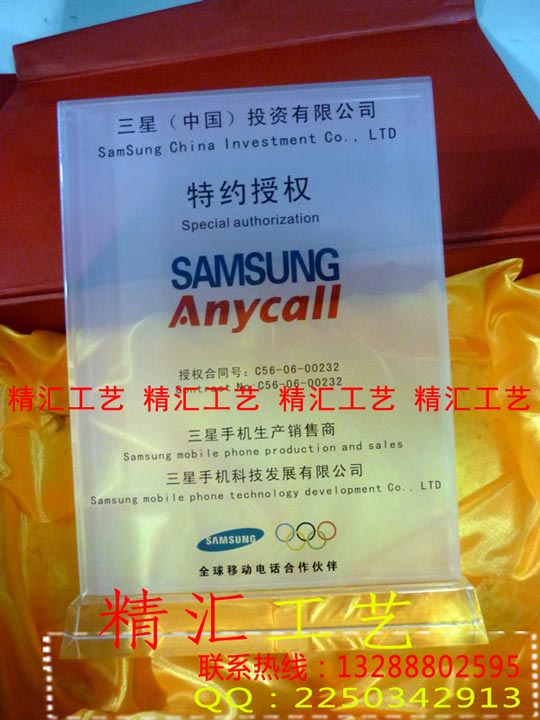 三星（中国）投资有限公司
SamSung China Investment Co., LTD
特约授权
Special authorization
SAMSUNG
Anycall
授权合同号：C56-06-00232
Contract No:C56-06-00232
精汇工艺 精汇工艺 精汇工艺 精汇工艺
三星手机生产销售商
Samsung mobile phone production and sales
三星手机科技发展有限公司
Samsung mobile phone technology development Co., LTD
SAMSUNG
全球移动电话合作伙伴
精汇工艺
联系热线：13288802595
QQ：2250342913